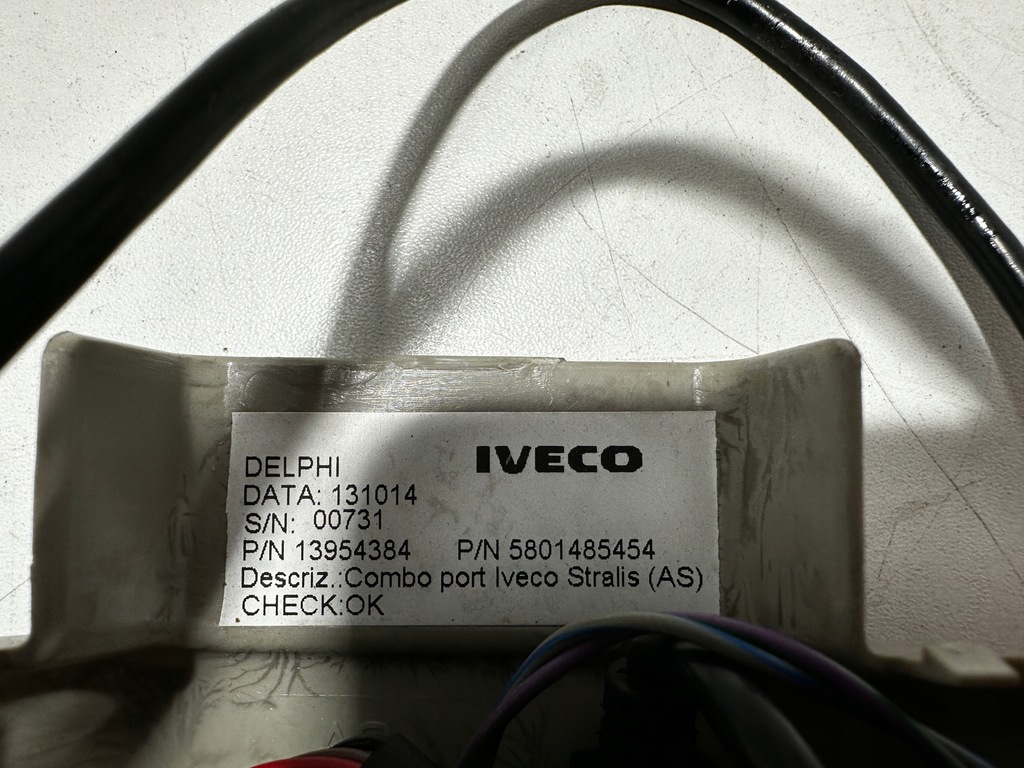 IVECO
DELPHI
DATA: 131014
S/N: 00731
P/N 13954384 P/N 5801485454
Descriz.:Combo port Iveco Stralis (AS)
CHECK:OK